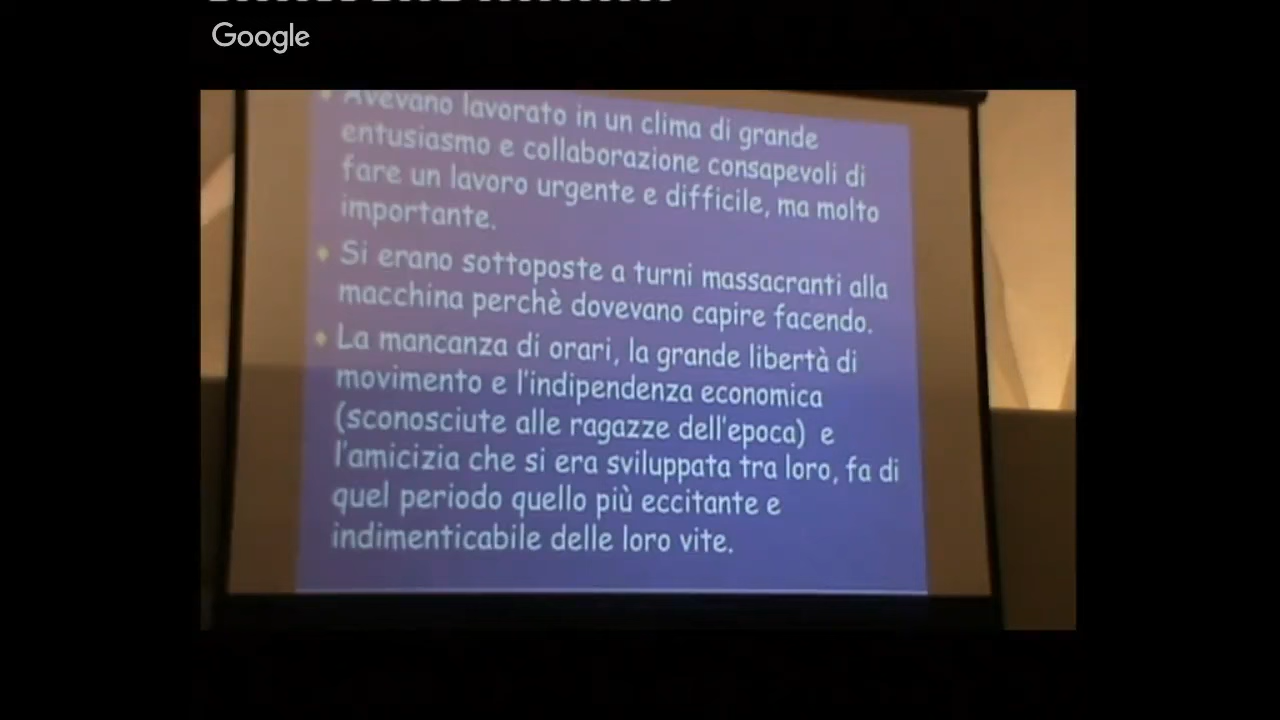 Google
Avevano lavorato in un clima di grande
entusiasmo e collaborazione consapevoli di
fare un lavoro urgente e difficile, ma molto
importante.
Si erano sottoposte a turni massacranti alla
macchina perchè dovevano capire facendo.
La mancanza di orari, la grande libertà di
movimento e l'indipendenza economica
(sconosciute alle ragazze dell'epoca) e
l'amicizia che si era sviluppata tra loro, fa di
quel periodo quello più eccitante e
indimenticabile delle loro vite.